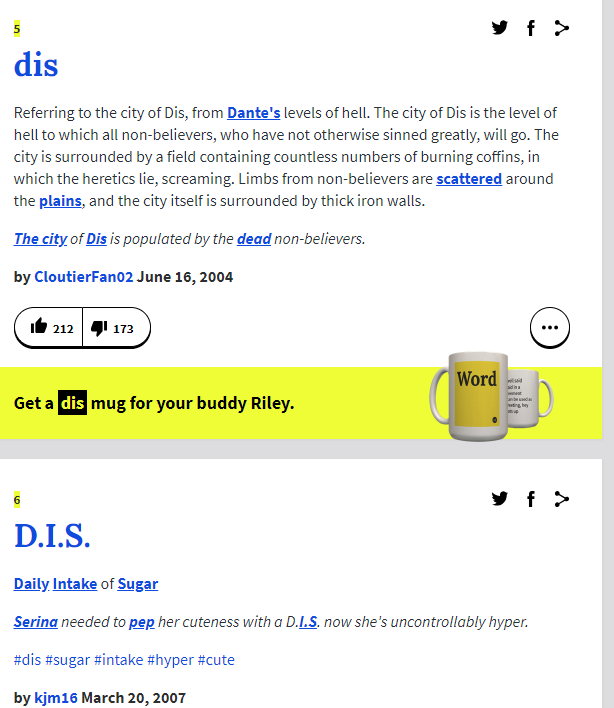 5
dis
Referring to the city of Dis, from Dante's levels of hell. The city of Dis is the level of
hell to which all non-believers, who have not otherwise sinned greatly, will go. The
city is surrounded by a field containing countless numbers of burning coffins, in
which the heretics lie, screaming. Limbs from non-believers are scattered around
the plains, and the city itself is surrounded by thick iron walls.
The city of Dis is populated by the dead non-believers.
by CloutierFan02 June 16, 2004
212 173
Get a dis mug for your buddy Riley.
Word
6
D.I.S.
Daily Intake of Sugar
Serina needed to pep her cuteness with a D.I.S. now she's uncontrollably hyper.
#dis #sugar #intake #hyper #cute
by kjm16 March 20, 2007